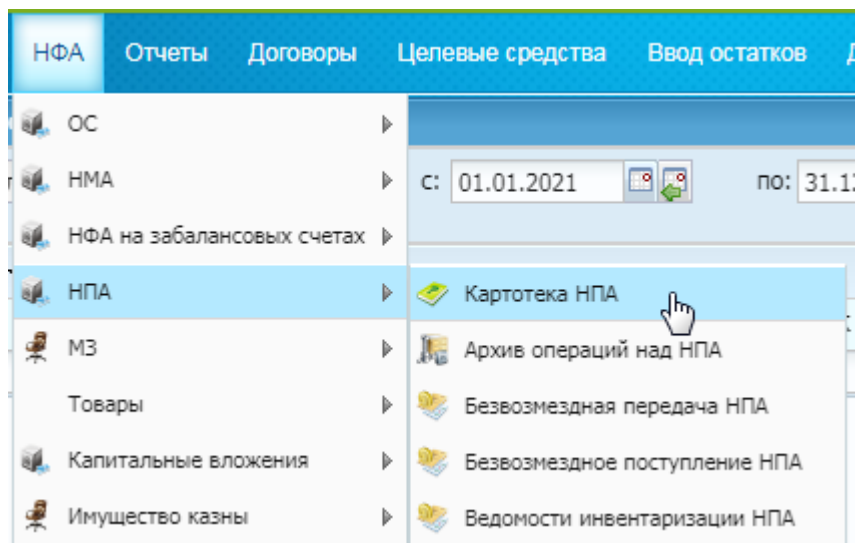 НФА Отчеты Договоры Целевые средства Ввод остатков
ОС
НМА
с: 01.01.2021 по:
НФА на забалансовых счетах
НПА
Картотека НПА
МЗ
Архив операций над НПА
Товары
Безвозмездная передача НПА
Капитальные вложения
Безвозмездное поступление НПА
Имущество казны
Ведомости инвентаризации НПА